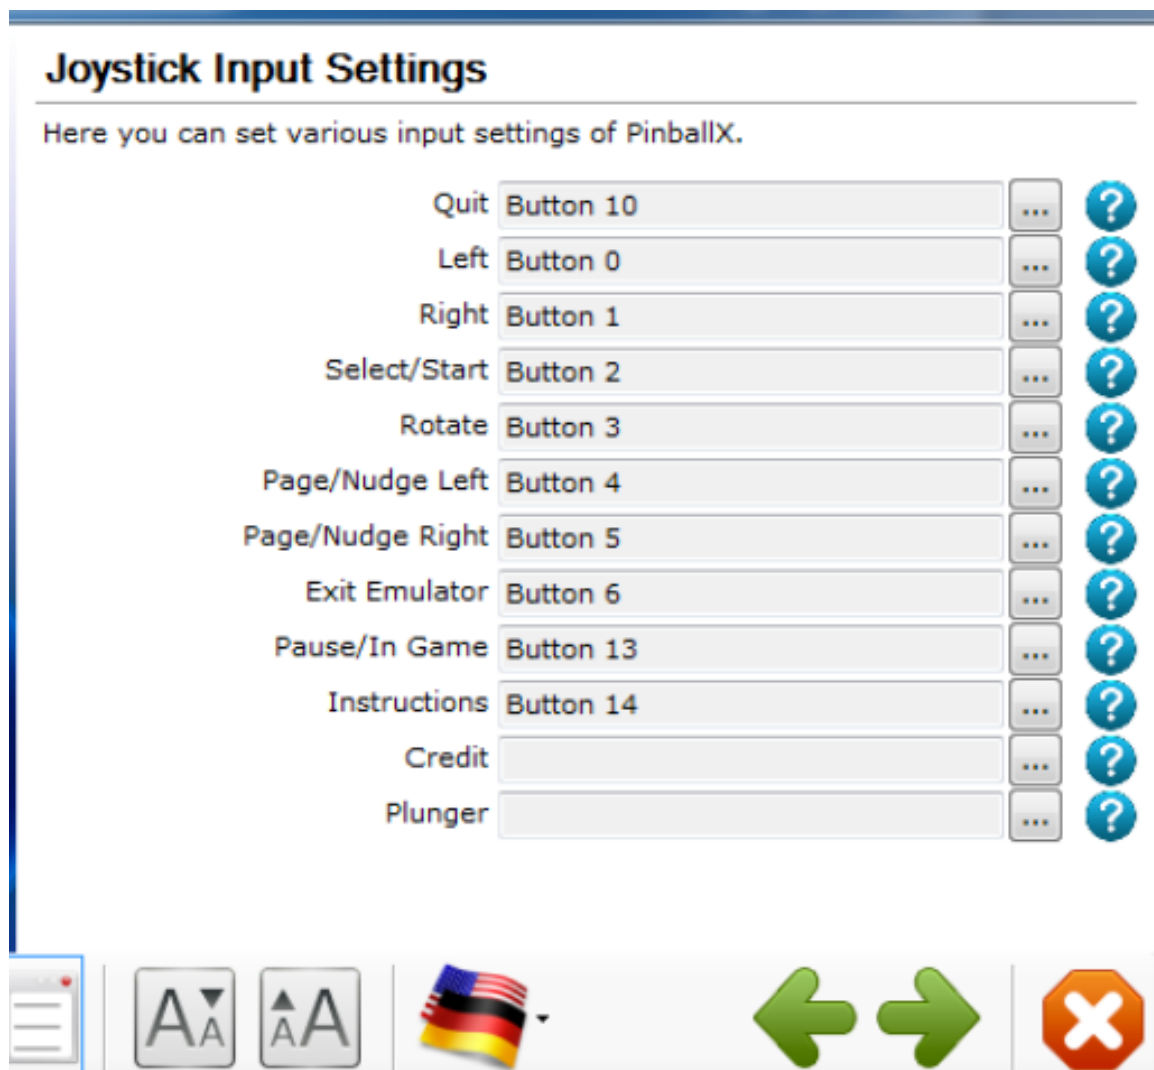 Joystick Input Settings
Here you can set various input settings of PinballX.
Quit Button 10 ...
Left Button 0 ...
Right Button 1 ...
Select/Start Button 2 ...
Rotate Button 3 ...
Page/Nudge Left Button 4 ...
Page/Nudge Right Button 5 ...
Exit Emulator Button 6 ...
Pause/In Game Button 13 ...
Instructions Button 14 ...
Credit ...
Plunger ...
AA AA